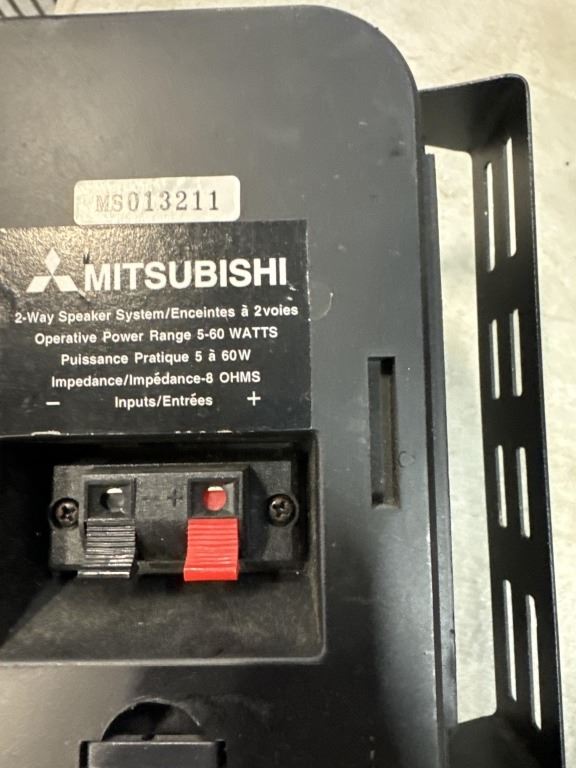 MS013211
MITSUBISHI
2-Way Speaker System/Enceintes à 2voies
Operative Power Range 5-60 WATTS
Puissance Pratique 5 à 60W
Impedance/Impédance-8 OHMS
− Inputs/Entrées +
− +